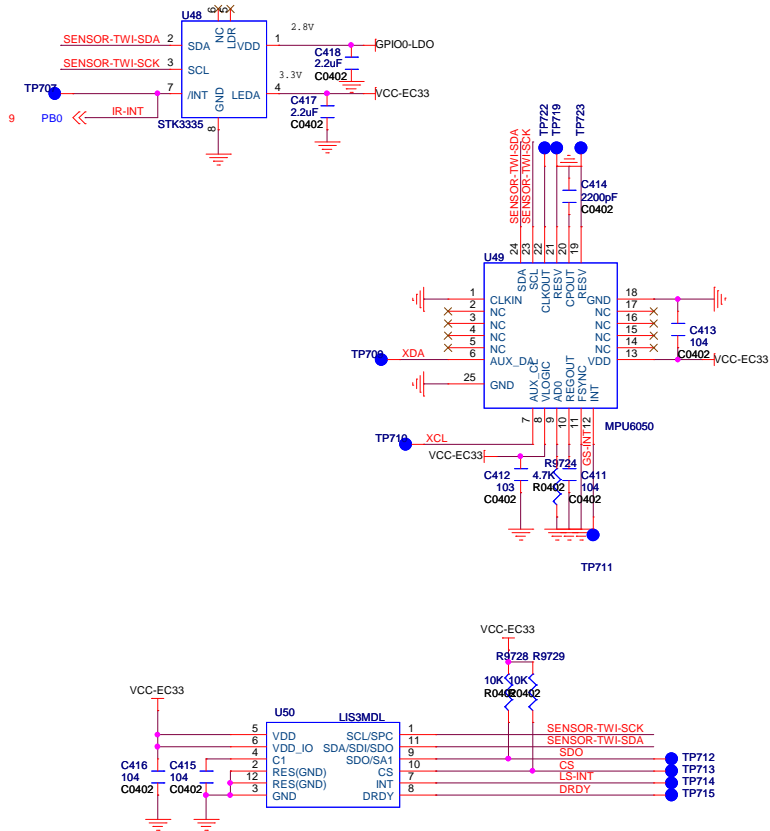 U48
NC
6
LDR
5
2.8V
SENSOR-TWI-SDA 2 SDA VDD 1 GPIO0-LDO
C418
2.2uF
C0402
SENSOR-TWI-SCK 3 SCL
3.3V
TP707 7 /INT LEDA 4 VCC-EC33
C417
2.2uF
C0402
9 PB0 IR-INT
GND
8
STK3335
SENSOR-TWI-SDA
SENSOR-TWI-SCK
TP722
TP719
TP723
C414
2200pF
C0402
24 23 22 21 20 19
U49
SDA SCL CLKOUT RESV CPOUT RESV
1 CLKIN GND 18
2 NC NC 17
3 NC NC 16
4 NC NC 15
5 NC NC 14
XDA 6 AUX_DA VDD 13 VCC-EC33
C413
104
C0402
25 GND
AUX_CL VLOGIC AD0 REGOUT FSYNC INT
7 8 9 10 11 12
MPU6050
GS-INT
TP710 XCL
VCC-EC33
C412
103
C0402
R9724
4.7K
R0402
C411
104
C0402
TP711
VCC-EC33
R9728 R9729
10K 10K
R0402
VCC-EC33
U50
LIS3MDL
5 VDD SCL/SPC 1 SENSOR-TWI-SCK
6 VDD_IO SDA/SDI/SDO 11 SENSOR-TWI-SDA
4 C1 SDO/SA1 9 SDO TP712
2 RES(GND) CS 10 CS TP713
12 RES(GND) INT 7 LS-INT TP714
3 GND DRDY 8 DRDY TP715
C416
104
C0402
C415
104
C0402